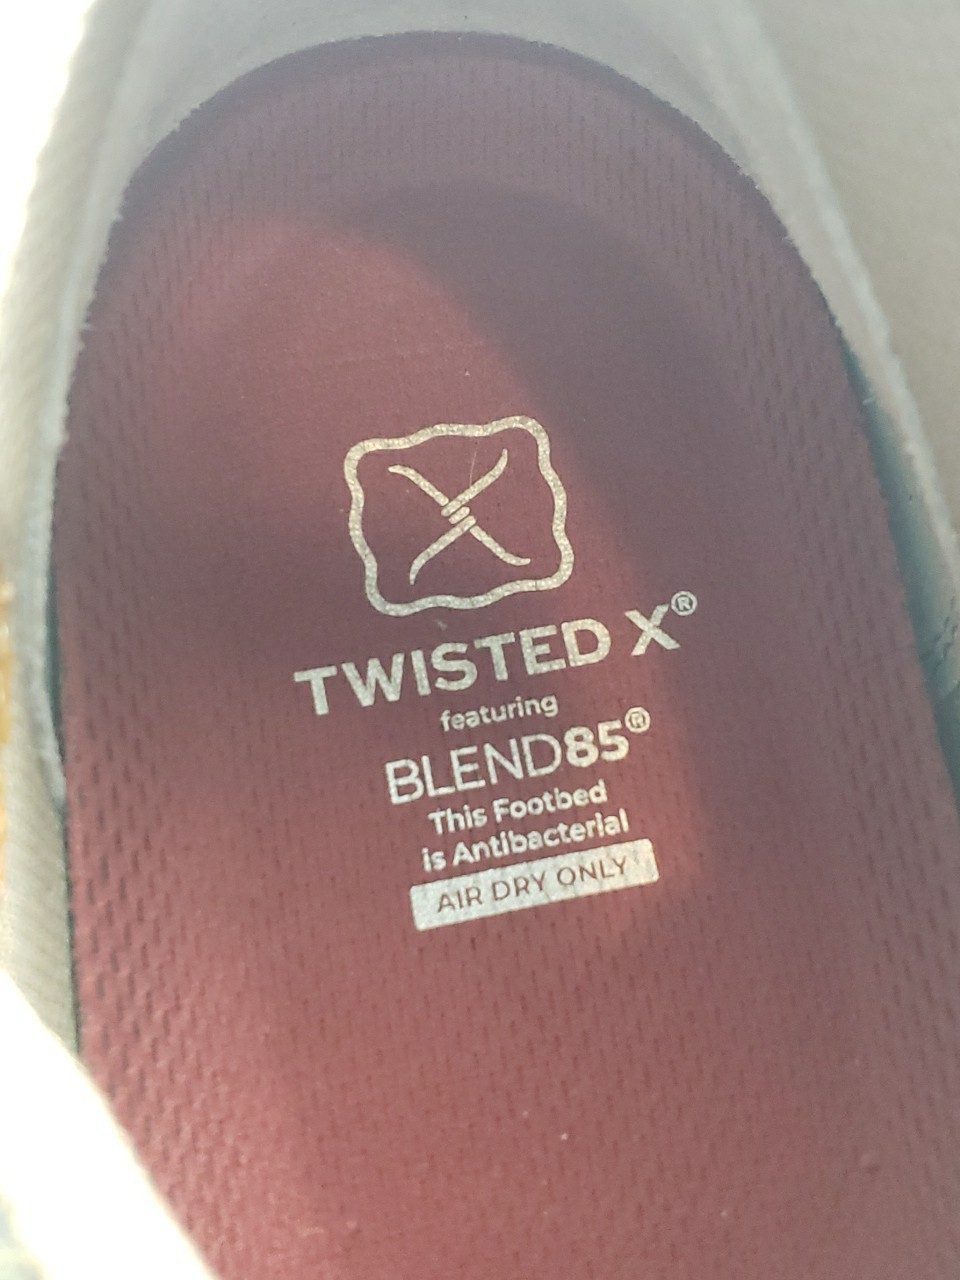 TWISTED X®
featuring
BLEND85®
This Footbed
is Antibacterial
AIR DRY ONLY